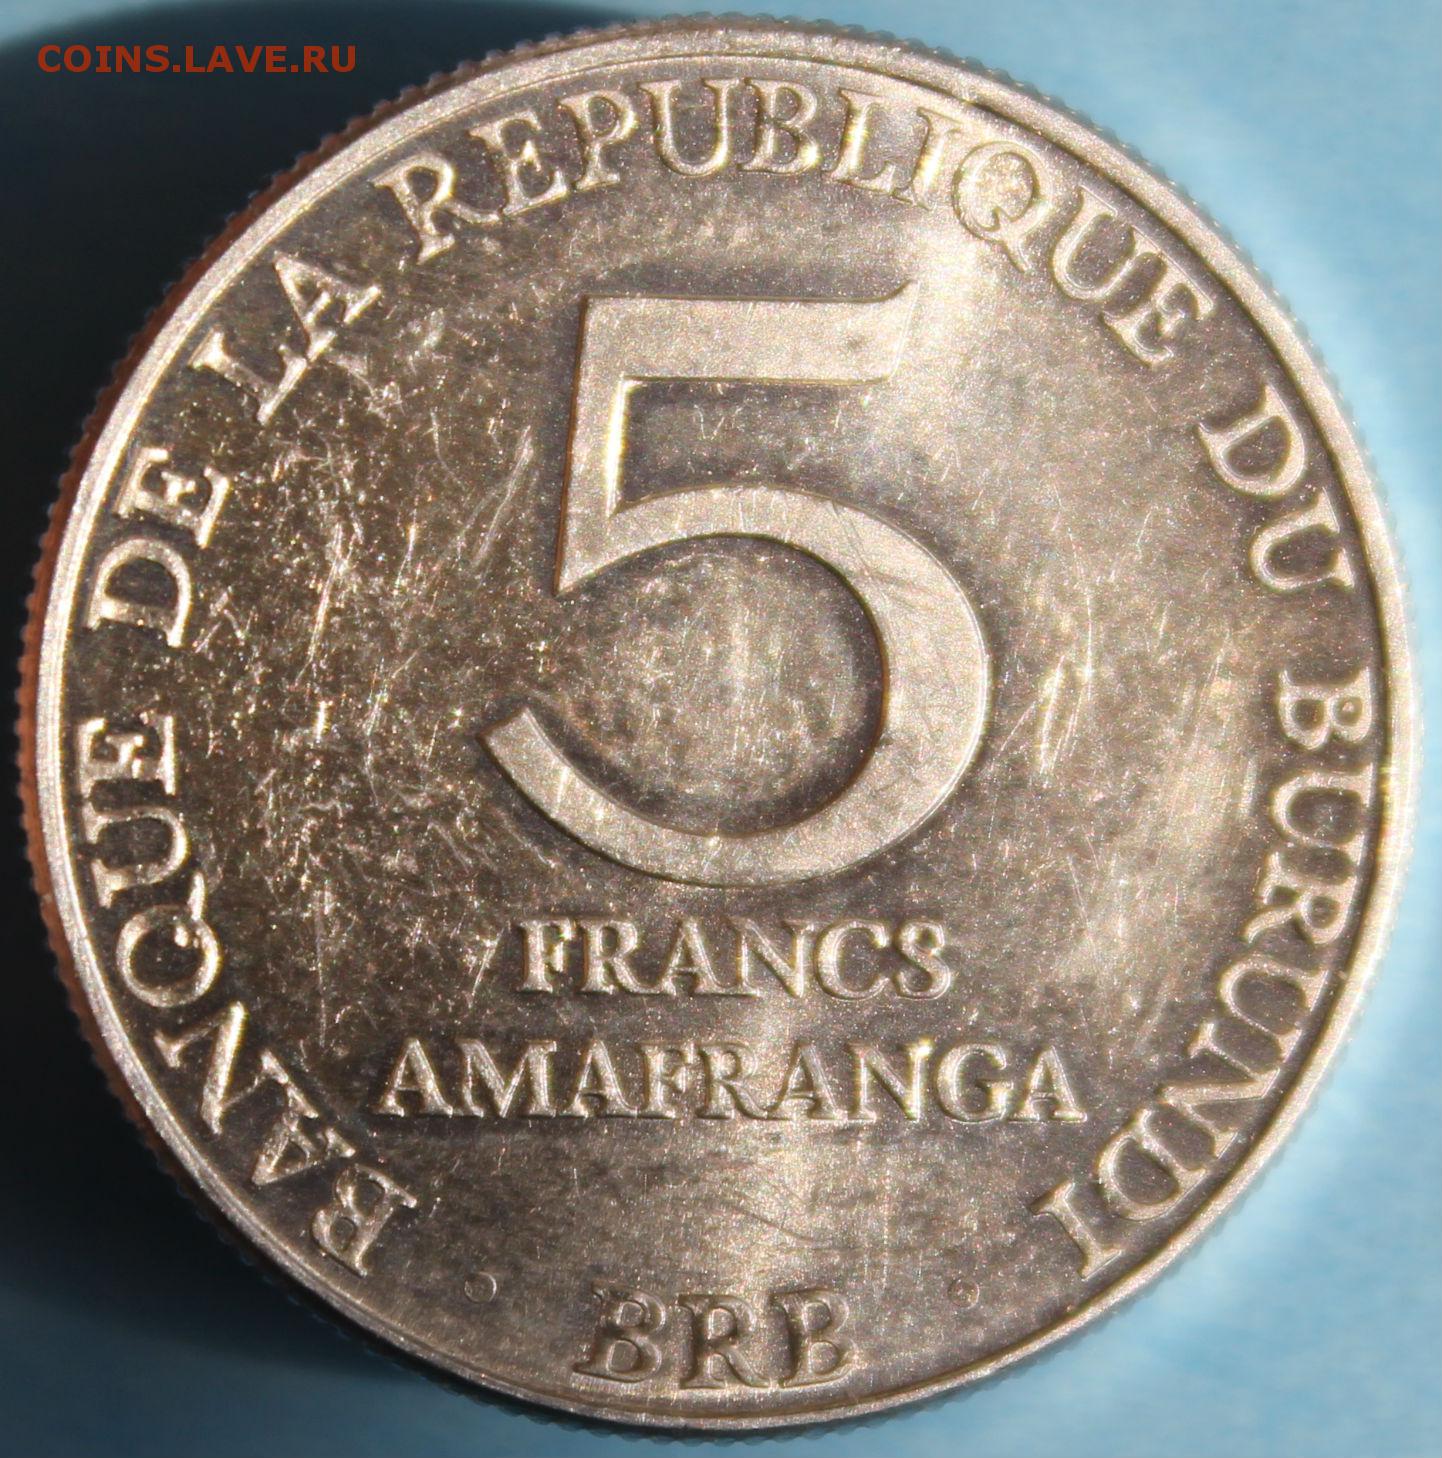 COINS.LAVE.RU
BANQUE DE LA REPUBLIQUE DU BURUNDI
5
FRANCS
AMAFRANGA
· BRB ·